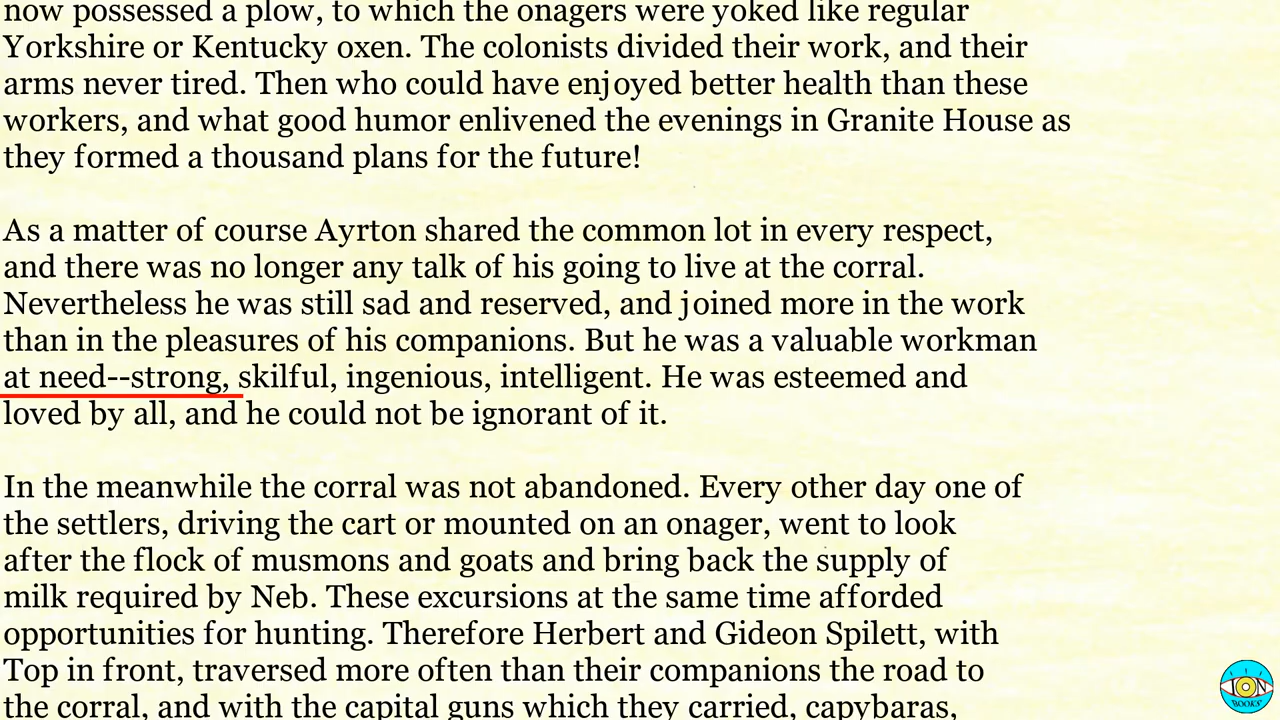 now possessed a plow, to which the onagers were yoked like regular
Yorkshire or Kentucky oxen. The colonists divided their work, and their
arms never tired. Then who could have enjoyed better health than these
workers, and what good humor enlivened the evenings in Granite House as
they formed a thousand plans for the future!
As a matter of course Ayrton shared the common lot in every respect,
and there was no longer any talk of his going to live at the corral.
Nevertheless he was still sad and reserved, and joined more in the work
than in the pleasures of his companions. But he was a valuable workman
at need--strong, skilful, ingenious, intelligent. He was esteemed and
loved by all, and he could not be ignorant of it.
In the meanwhile the corral was not abandoned. Every other day one of
the settlers, driving the cart or mounted on an onager, went to look
after the flock of musmons and goats and bring back the supply of
milk required by Neb. These excursions at the same time afforded
opportunities for hunting. Therefore Herbert and Gideon Spilett, with
Top in front, traversed more often than their companions the road to
the corral, and with the capital guns which they carried, capybaras,
ION
BOOKS